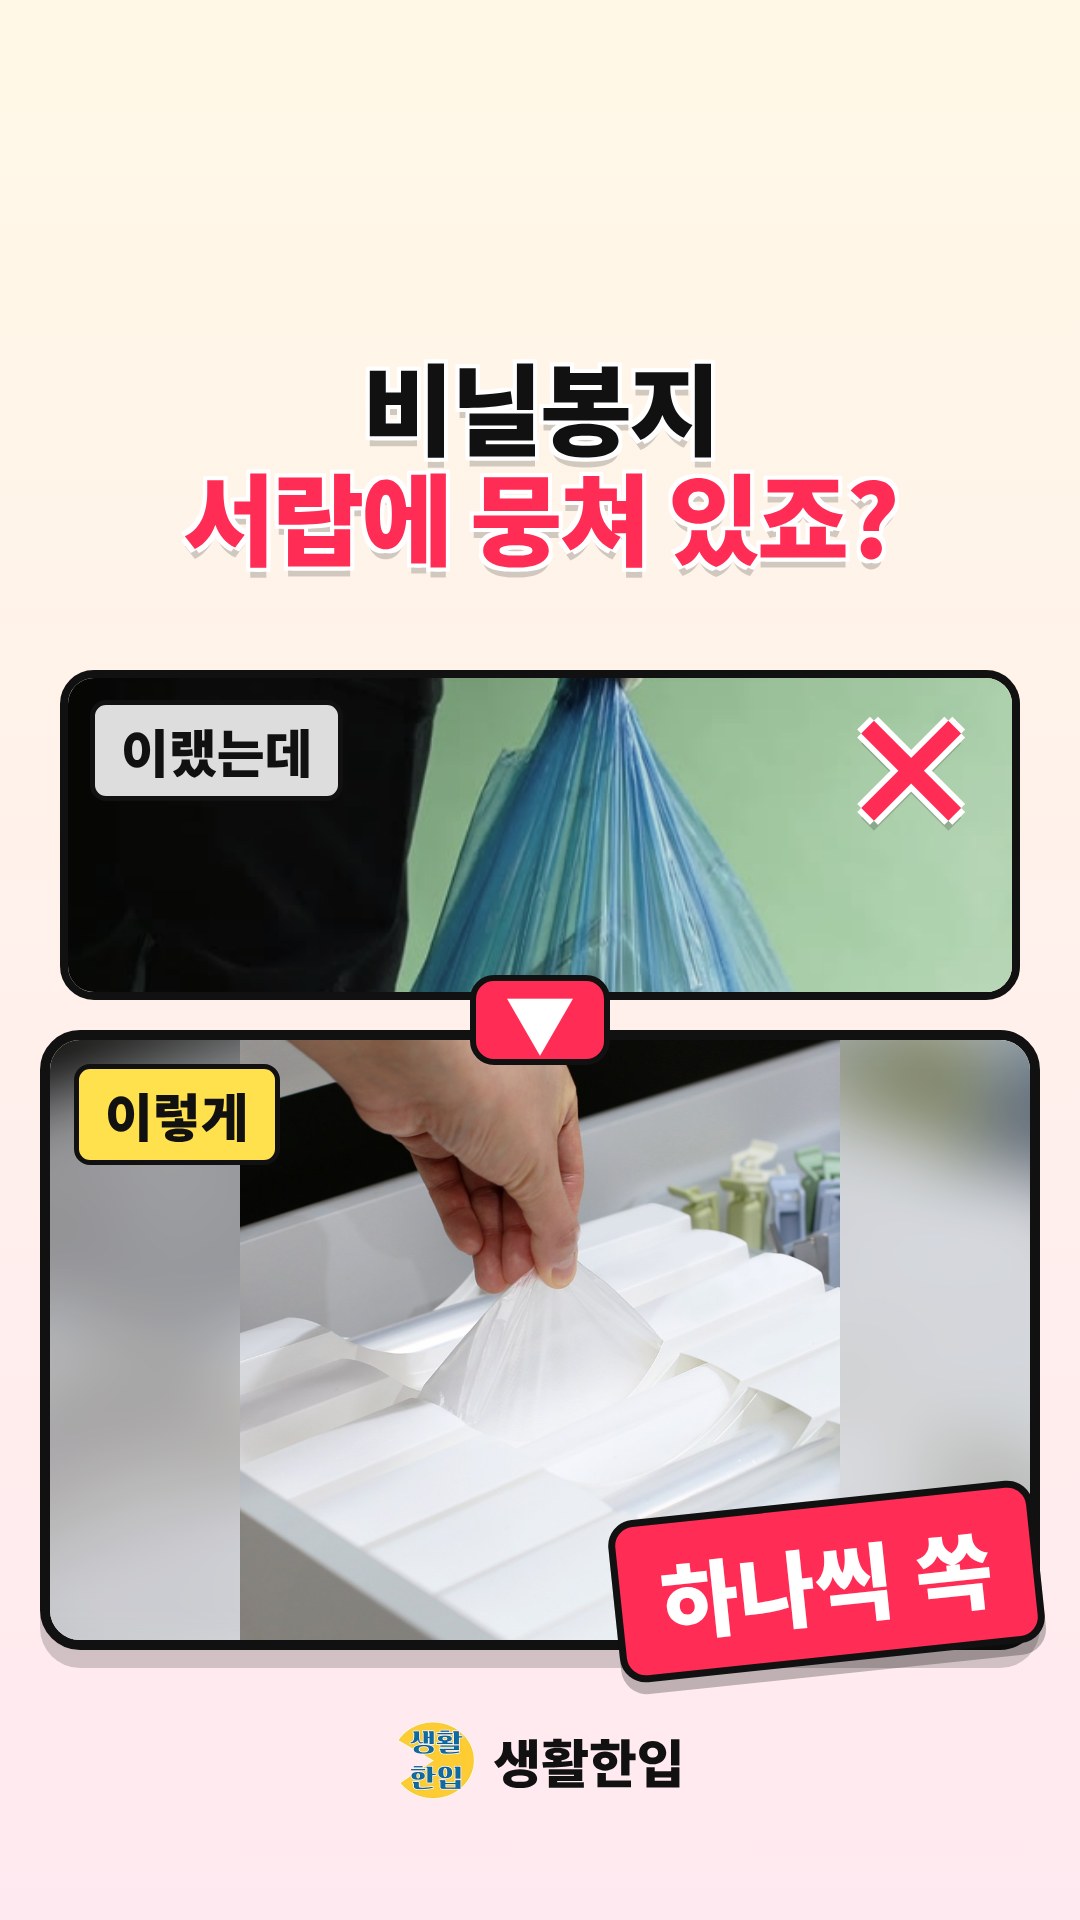 비닐봉지
서랍에 뭉쳐 있죠?
이랬는데
이렇게
하나씩 쏙
생활
한입
생활한입